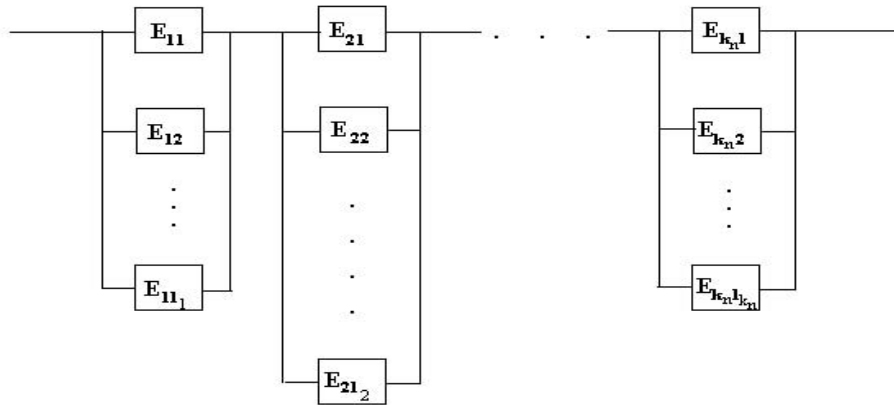 E₁₁ E₂₁ . . . Eₖₙ₁
E₁₂ E₂₂ Eₖₙ₂
E₁ₗ₁ Eₖₙₗₖₙ
E₂ₗ₂